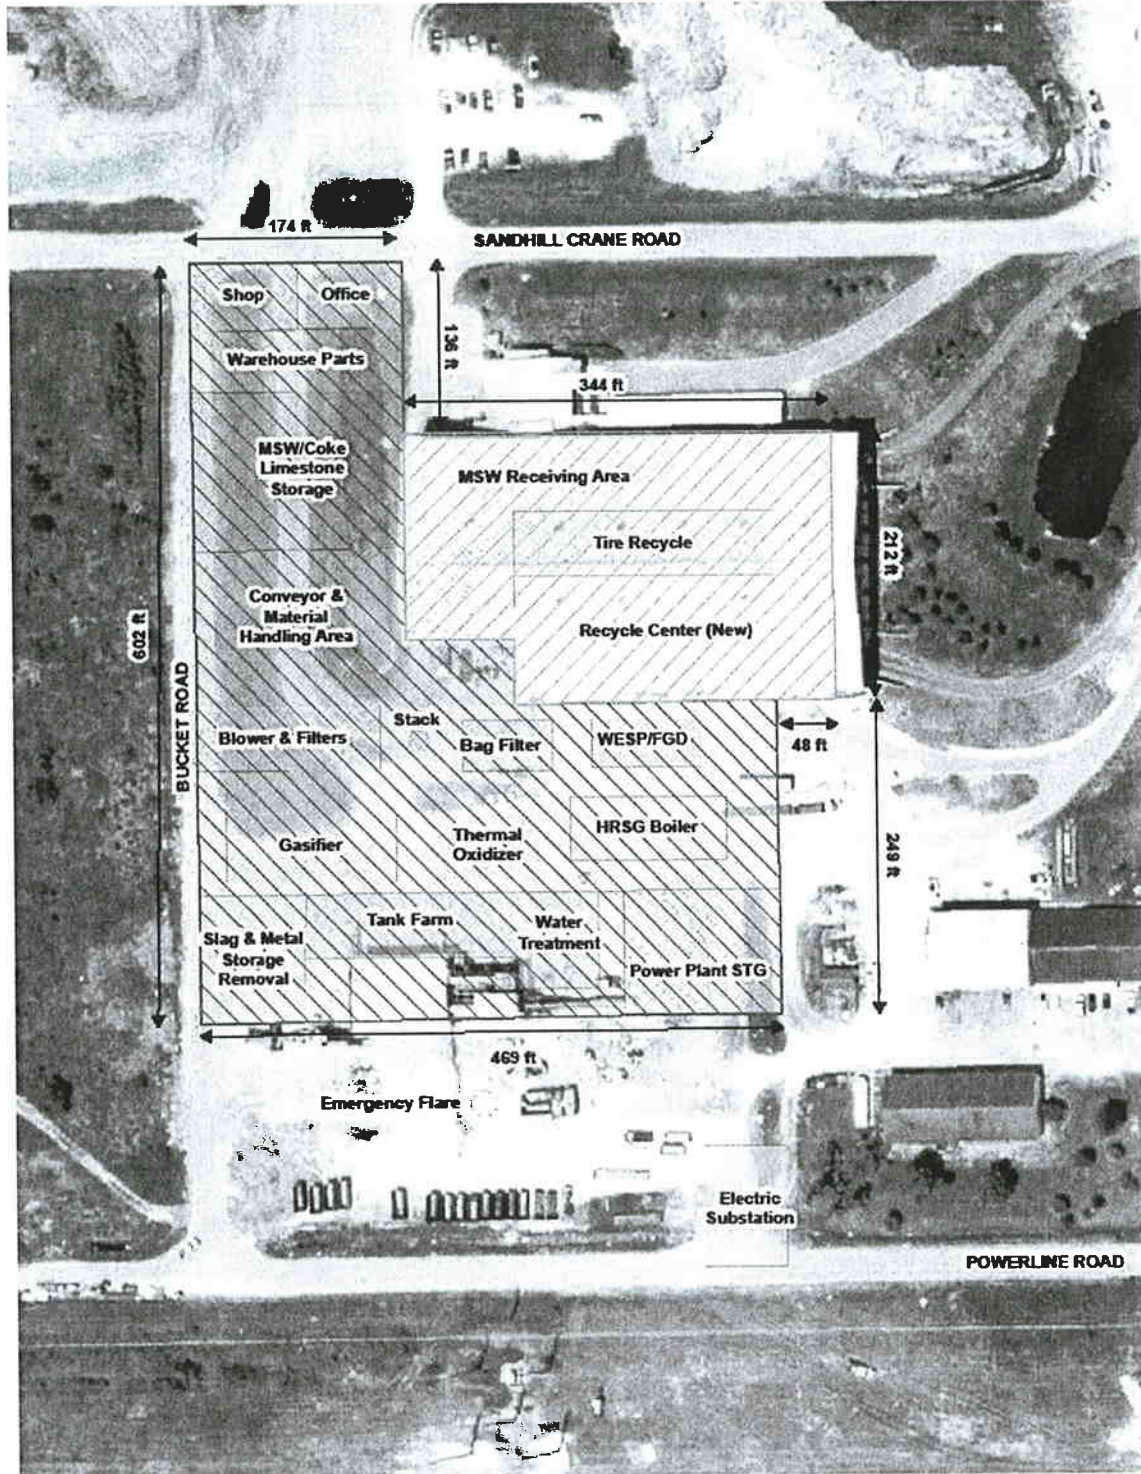 174 ft
SANDHILL CRANE ROAD
Shop
Office
136 ft
Warehouse Parts
344 ft
MSW/Coke
Limestone
Storage
MSW Receiving Area
Tire Recycle
212 ft
Conveyor &
Material
Handling Area
Recycle Center (New)
602 ft
BUCKET ROAD
Stack
Blower & Filters
Bag Filter
WESP/FGD
48 ft
Gasifier
Thermal
Oxidizer
HRSG Boiler
249 ft
Tank Farm
Water
Treatment
Slag & Metal
Storage
Removal
Power Plant STG
469 ft
Emergency Flare
Electric
Substation
POWERLINE ROAD